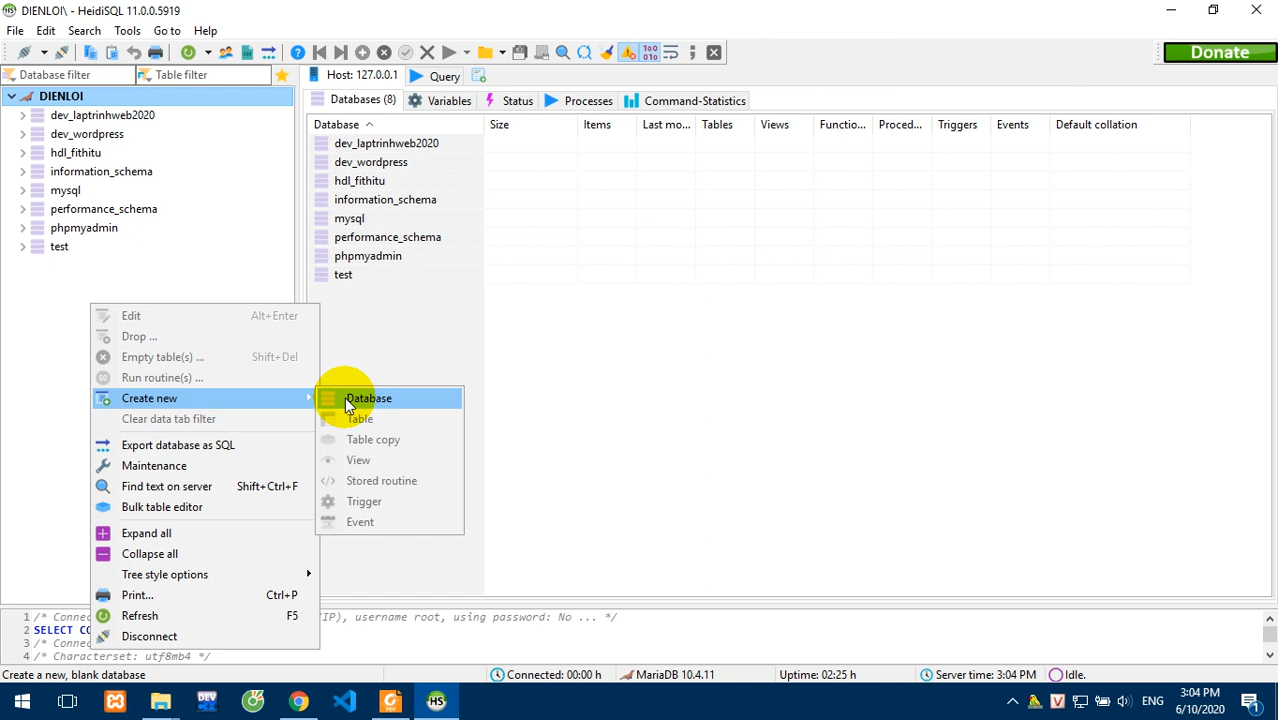 DIENLOI\ - HeidiSQL 11.0.0.5919
File Edit Search Tools Go to Help
Donate
Database filter Table filter
Host: 127.0.0.1 Query
DIENLOI
dev_laptrinhweb2020
dev_wordpress
hdl_fithitu
information_schema
mysql
performance_schema
phpmyadmin
test
Databases (8) Variables Status Processes Command-Statistics
Database Size Items Last mo... Tables Views Functio... Proced... Triggers Events Default collation
dev_laptrinhweb2020
dev_wordpress
hdl_fithitu
information_schema
mysql
performance_schema
phpmyadmin
test
Edit Alt+Enter
Drop ...
Empty table(s) ... Shift+Del
Run routine(s) ...
Create new
Clear data tab filter
Export database as SQL
Maintenance
Find text on server Shift+Ctrl+F
Bulk table editor
Expand all
Collapse all
Tree style options
Print... Ctrl+P
Refresh F5
Disconnect
Database
Table
Table copy
View
Stored routine
Trigger
Event
1 /* Conne (IP), username root, using password: No ... */
2 SELECT CO
3 /* Conne
4 /* Characterset: utf8mb4 */
Create a new, blank database Connected: 00:00 h MariaDB 10.4.11 Uptime: 02:25 h Server time: 3:04 PM Idle.
ENG
3:04 PM
6/10/2020